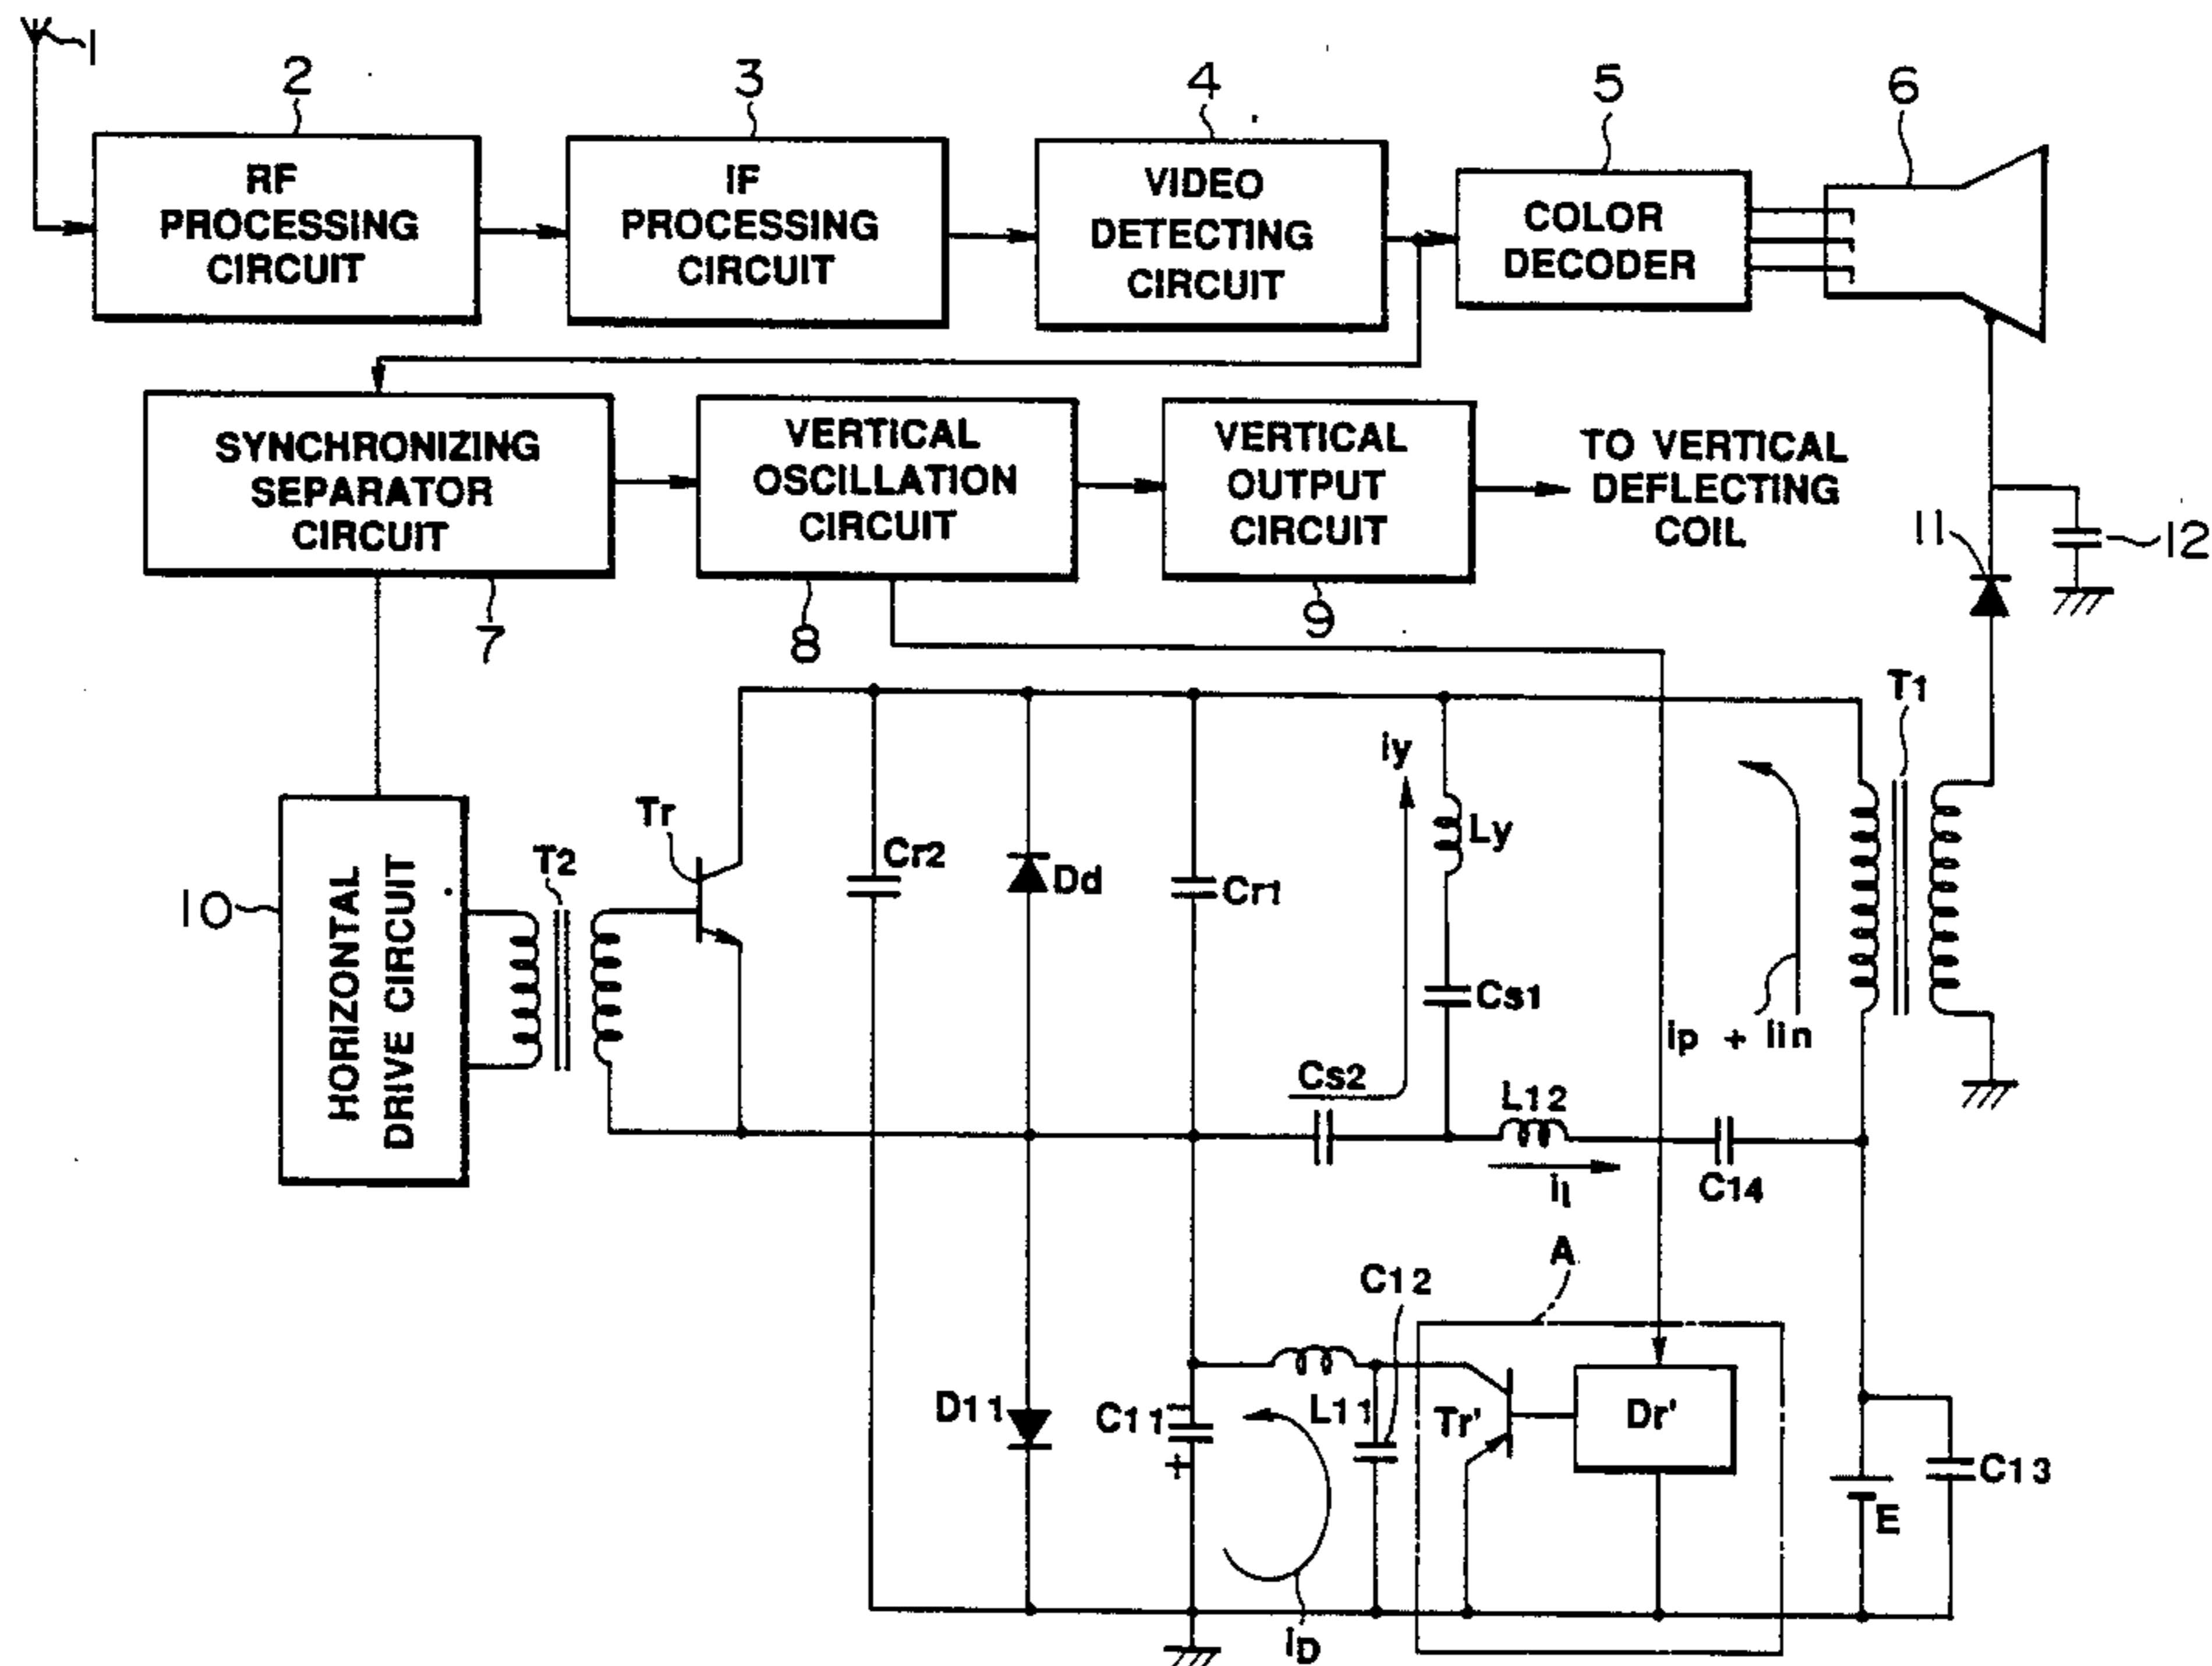 1
2
3
4
5
6
RF
PROCESSING
CIRCUIT
IF
PROCESSING
CIRCUIT
VIDEO
DETECTING
CIRCUIT
COLOR
DECODER
SYNCHRONIZING
SEPARATOR
CIRCUIT
VERTICAL
OSCILLATION
CIRCUIT
VERTICAL
OUTPUT
CIRCUIT
TO VERTICAL
DEFLECTING
COIL
11
12
7
8
9
T1
iy
Tr
T2
Cr2
Dd
Cr1
Ly
10
HORIZONTAL
DRIVE CIRCUIT
Cs1
ip + Iin
Cs2
L12
il
C14
A
C12
D11
C11
+
L11
Tr'
Dr'
E
C13
iD